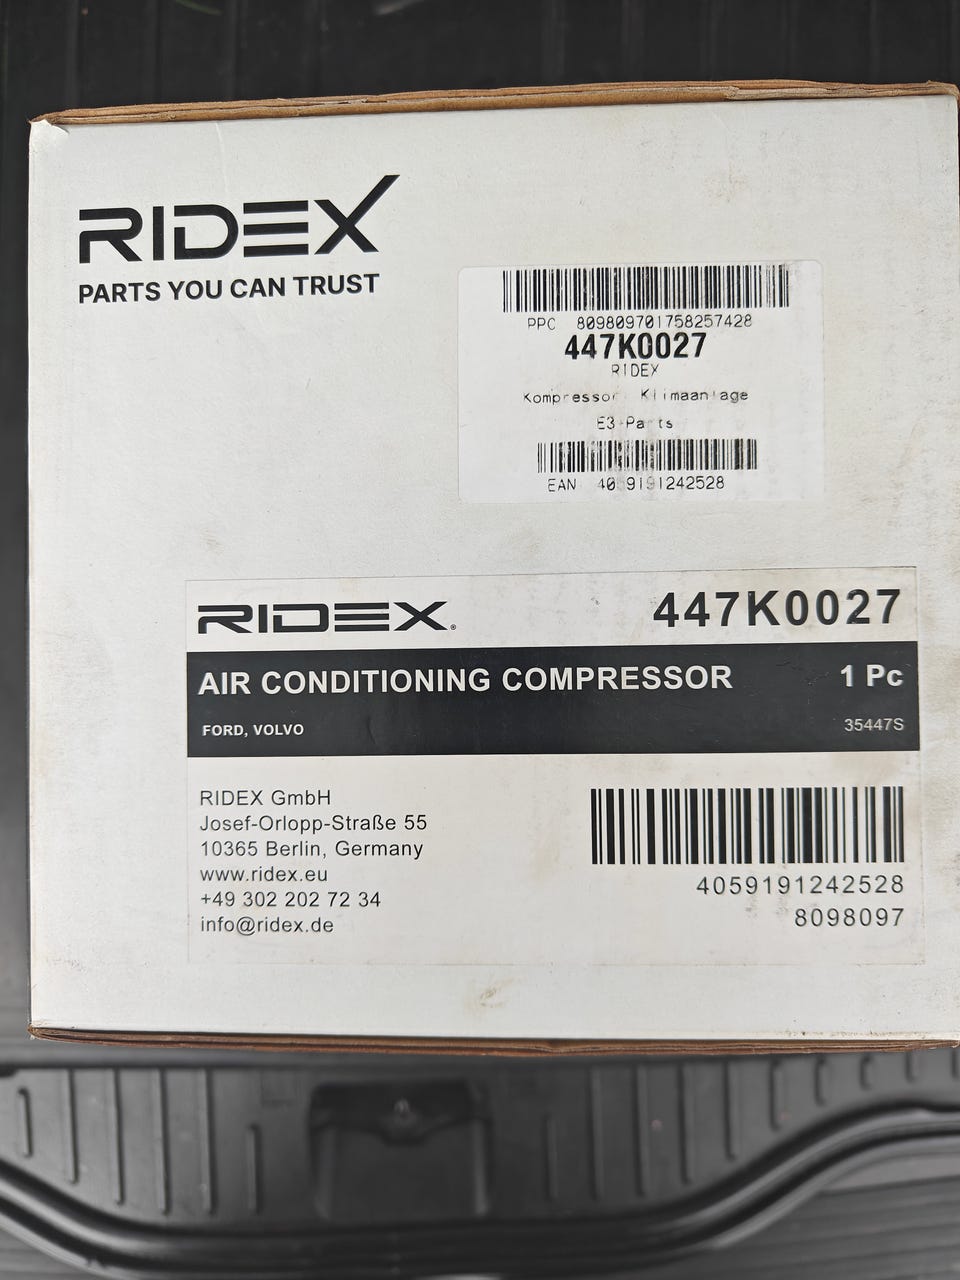 RIDEX
PARTS YOU CAN TRUST
PPC 809809701758257428
447K0027
RIDEX
Kompressor, Klimaanlage
E3-Parts
EAN 4059191242528
RIDEX®
447K0027
AIR CONDITIONING COMPRESSOR
1 Pc
FORD, VOLVO
35447S
RIDEX GmbH
Josef-Orlopp-Straße 55
10365 Berlin, Germany
www.ridex.eu
+49 302 202 72 34
info@ridex.de
4059191242528
8098097